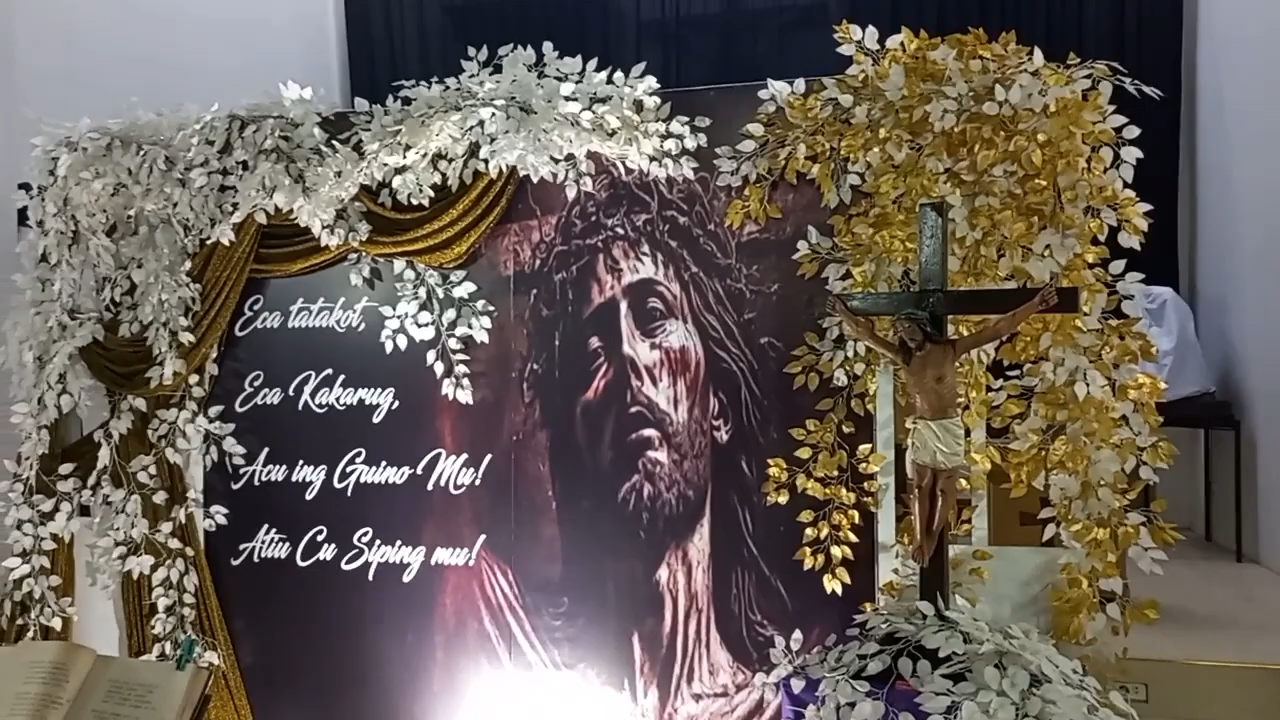 Eca tatakot,
Eca Kakarug,
Acu ing Guino Mu!
Atiu Cu Siping mu!